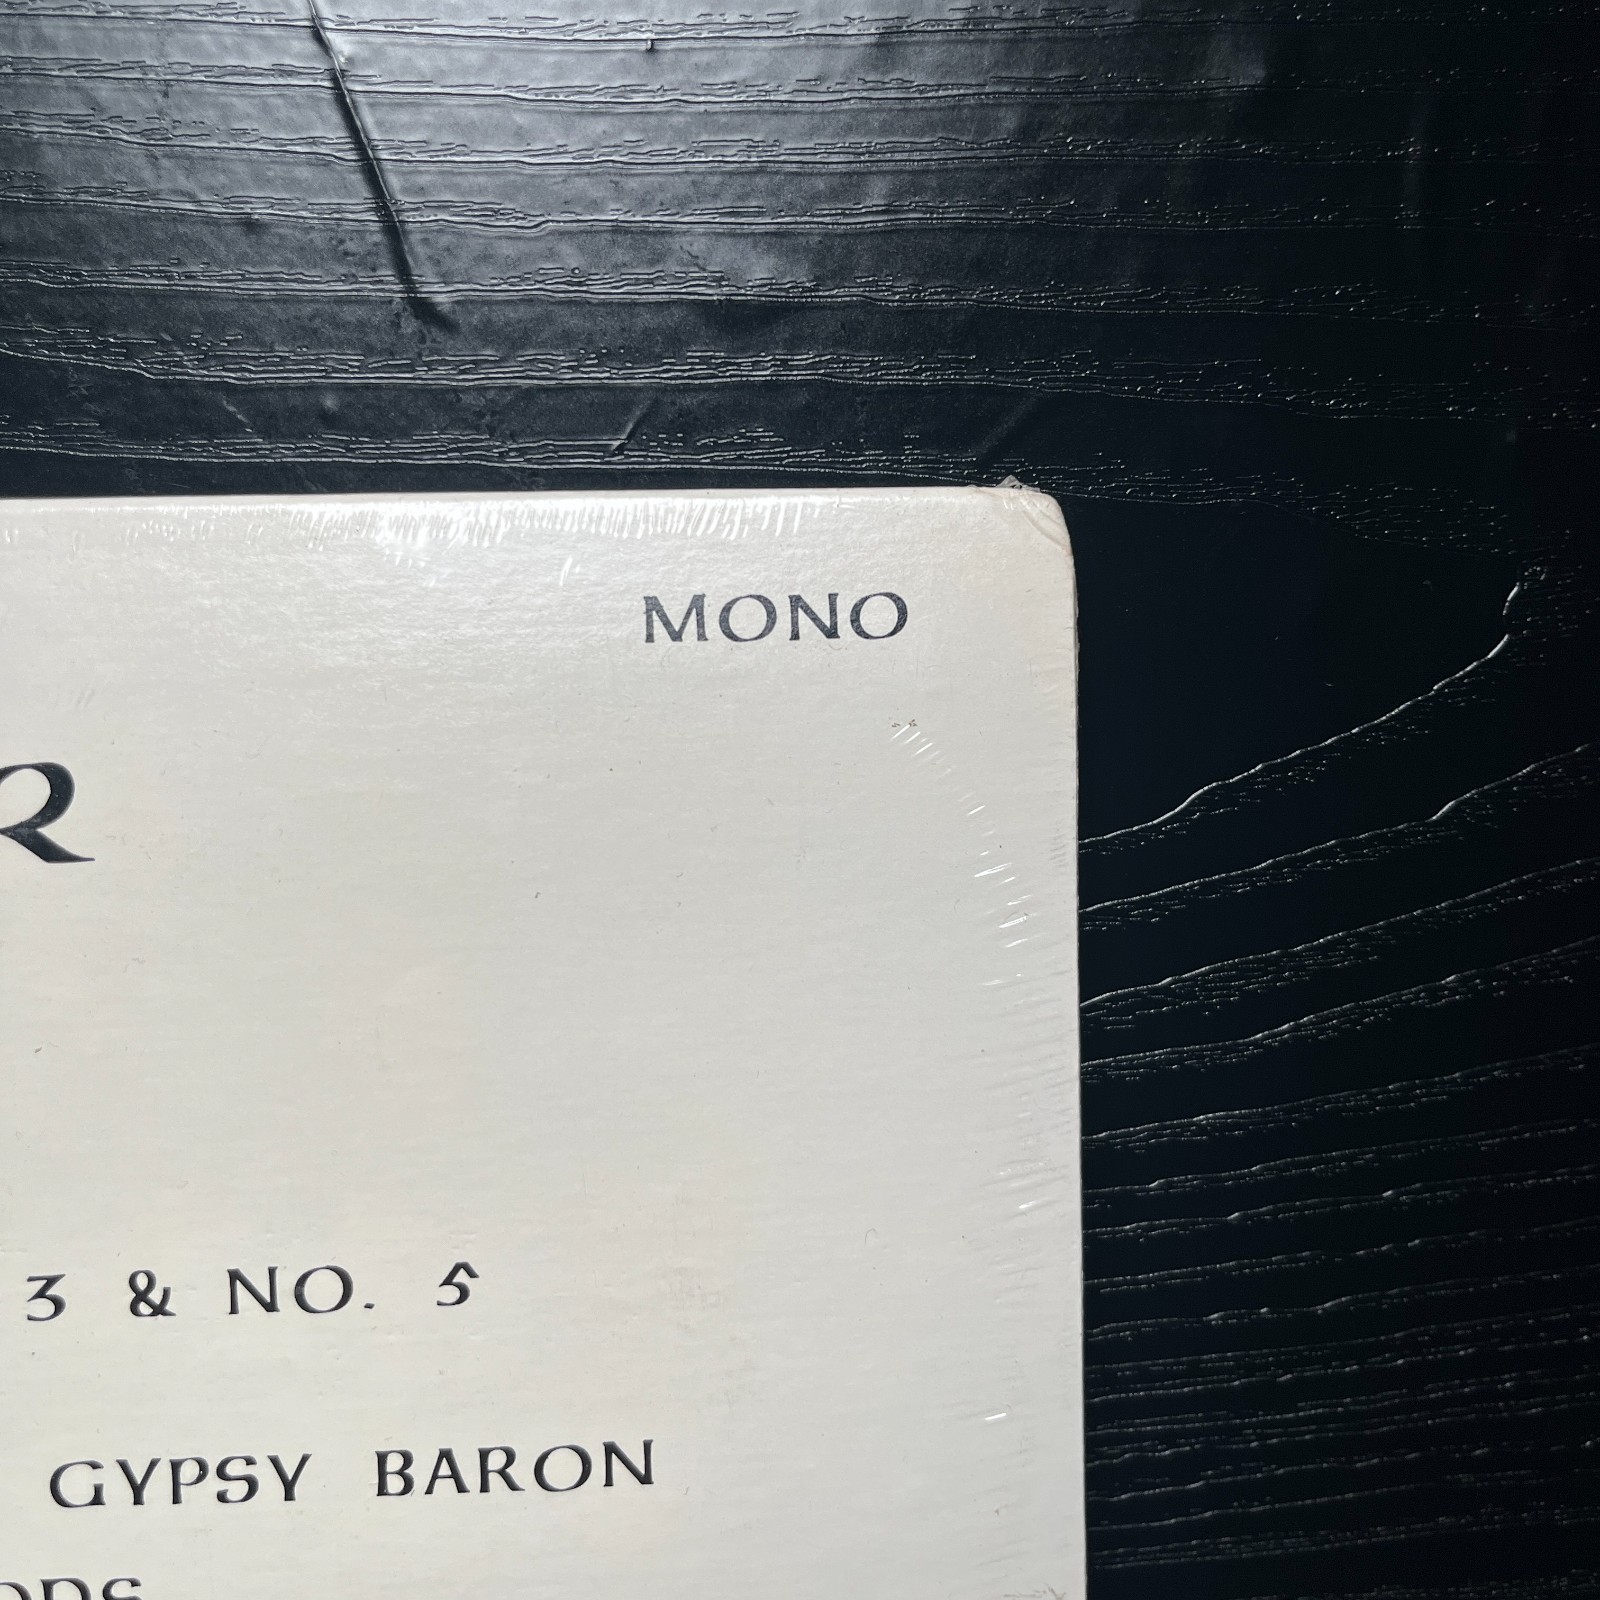 MONO
R
3 & NO. 5
GYPSY BARON